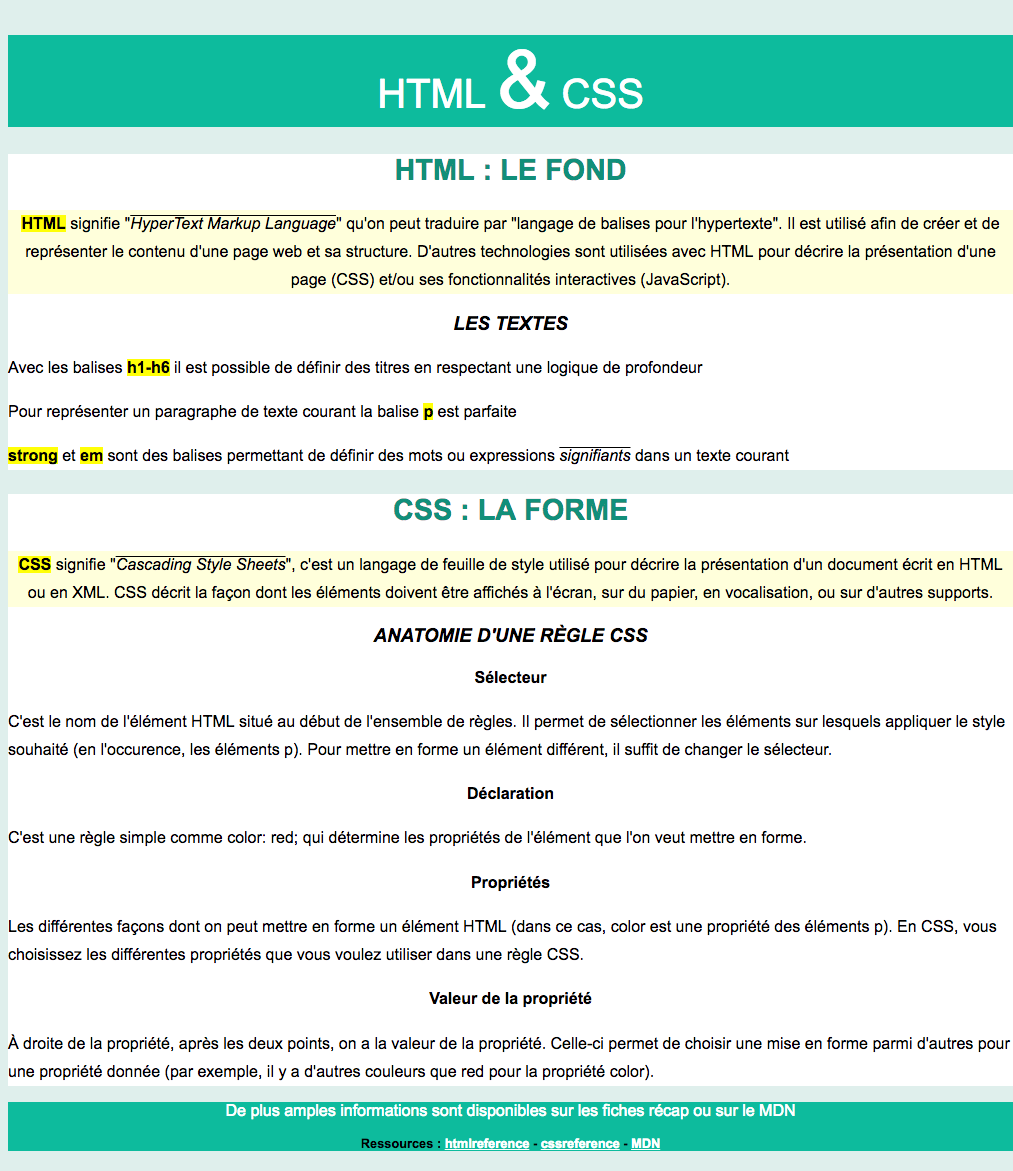 HTML & CSS
HTML : LE FOND
HTML signifie "HyperText Markup Language" qu'on peut traduire par "langage de balises pour l'hypertexte". Il est utilisé afin de créer et de
représenter le contenu d'une page web et sa structure. D'autres technologies sont utilisées avec HTML pour décrire la présentation d'une
page (CSS) et/ou ses fonctionnalités interactives (JavaScript).
LES TEXTES
Avec les balises h1-h6 il est possible de définir des titres en respectant une logique de profondeur
Pour représenter un paragraphe de texte courant la balise p est parfaite
strong et em sont des balises permettant de définir des mots ou expressions signifiants dans un texte courant
CSS : LA FORME
CSS signifie "Cascading Style Sheets", c'est un langage de feuille de style utilisé pour décrire la présentation d'un document écrit en HTML
ou en XML. CSS décrit la façon dont les éléments doivent être affichés à l'écran, sur du papier, en vocalisation, ou sur d'autres supports.
ANATOMIE D'UNE RÈGLE CSS
Sélecteur
C'est le nom de l'élément HTML situé au début de l'ensemble de règles. Il permet de sélectionner les éléments sur lesquels appliquer le style
souhaité (en l'occurence, les éléments p). Pour mettre en forme un élément différent, il suffit de changer le sélecteur.
Déclaration
C'est une règle simple comme color: red; qui détermine les propriétés de l'élément que l'on veut mettre en forme.
Propriétés
Les différentes façons dont on peut mettre en forme un élément HTML (dans ce cas, color est une propriété des éléments p). En CSS, vous
choisissez les différentes propriétés que vous voulez utiliser dans une règle CSS.
Valeur de la propriété
À droite de la propriété, après les deux points, on a la valeur de la propriété. Celle-ci permet de choisir une mise en forme parmi d'autres pour
une propriété donnée (par exemple, il y a d'autres couleurs que red pour la propriété color).
De plus amples informations sont disponibles sur les fiches récap ou sur le MDN
Ressources : htmlreference - cssreference - MDN